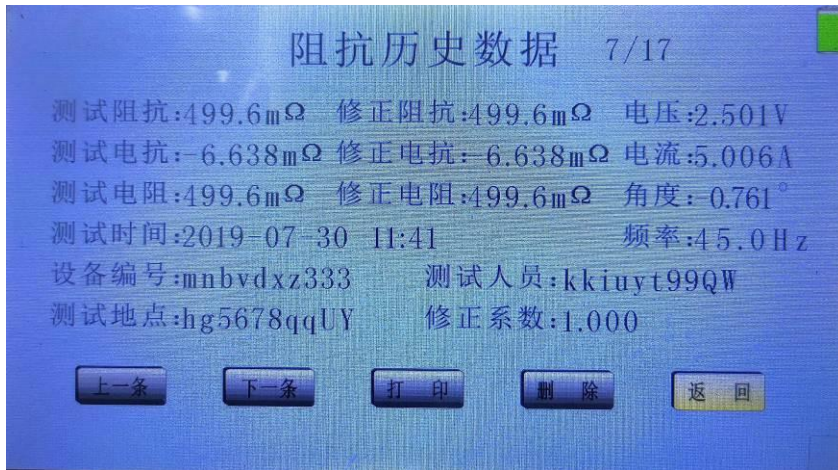 阻抗历史数据 7/17
测试阻抗:499.6mΩ 修正阻抗:499.6mΩ 电压:2.501V
测试电抗:-6.638mΩ 修正电抗:-6.638mΩ 电流:5.006A
测试电阻:499.6mΩ 修正电阻:499.6mΩ 角度:-0.761°
测试时间:2019-07-30 11:41 频率:45.0Hz
设备编号:mnbvdxz333 测试人员:kkiuyt99QW
测试地点:hg5678qqUY 修正系数:1.000
上一条 下一条 打印 删除 返回